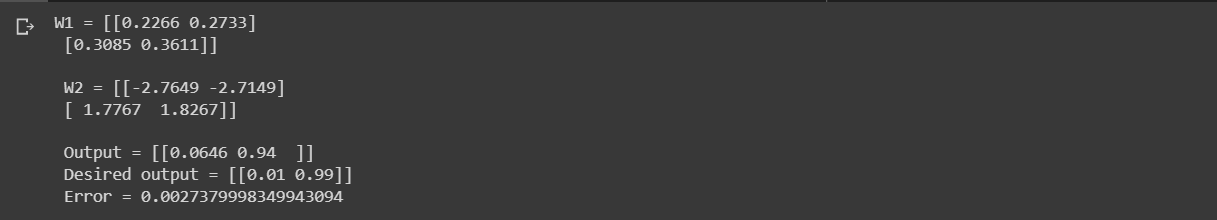 W1 = [[0.2266 0.2733]
[0.3085 0.3611]]
W2 = [[-2.7649 -2.7149]
[ 1.7767  1.8267]]
Output = [[0.0646 0.94  ]]
Desired output = [[0.01 0.99]]
Error = 0.0027379998349943094